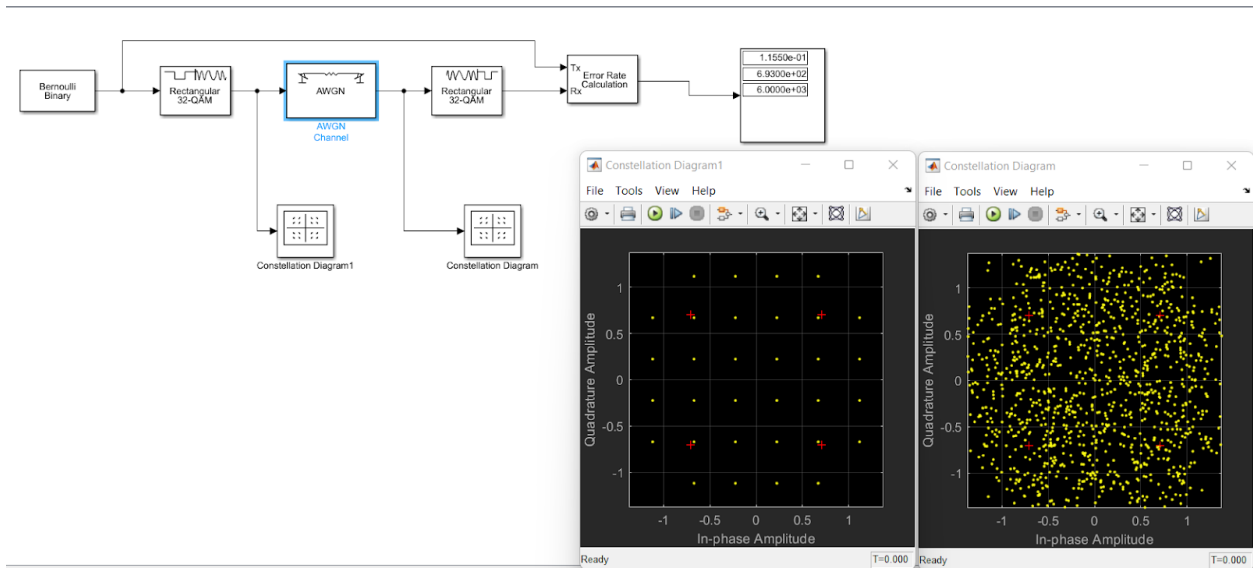 Bernoulli
Binary
Rectangular
32-QAM
AWGN
AWGN
Channel
Rectangular
32-QAM
Tx
Rx
Error Rate
Calculation
1.1550e-01
6.9300e+02
6.0000e+03
Constellation Diagram1
Constellation Diagram
Constellation Diagram1
File Tools View Help
Quadrature Amplitude
1
0.5
0
-0.5
-1
-1 -0.5 0 0.5 1
In-phase Amplitude
Ready T=0.000
Constellation Diagram
File Tools View Help
Quadrature Amplitude
1
0.5
0
-0.5
-1
-1 -0.5 0 0.5 1
In-phase Amplitude
Ready T=0.000